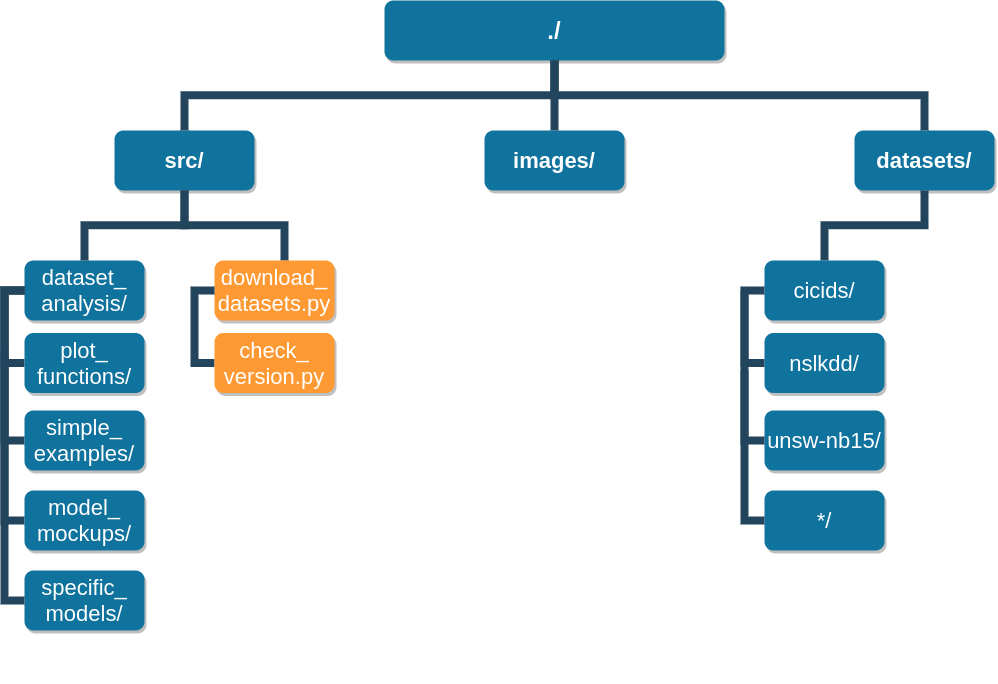 ./
src/
images/
datasets/
dataset_
analysis/
plot_
functions/
simple_
examples/
model_
mockups/
specific_
models/
download_
datasets.py
check_
version.py
cicids/
nslkdd/
unsw-nb15/
*/